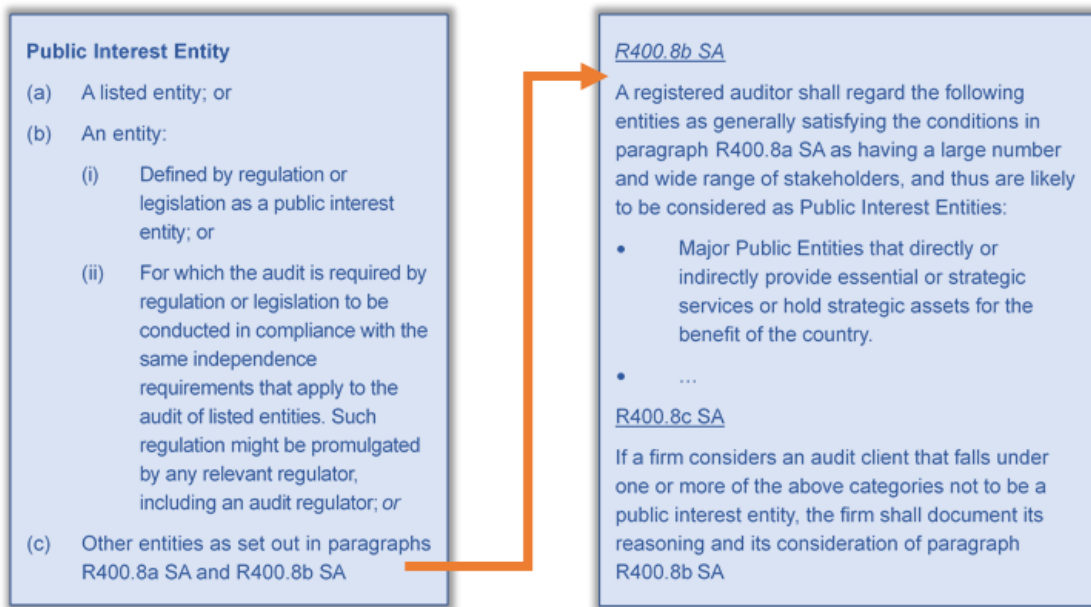 Public Interest Entity
(a) A listed entity; or
(b) An entity:
(i) Defined by regulation or
legislation as a public interest
entity; or
(ii) For which the audit is required by
regulation or legislation to be
conducted in compliance with the
same independence
requirements that apply to the
audit of listed entities. Such
regulation might be promulgated
by any relevant regulator,
including an audit regulator; or
(c) Other entities as set out in paragraphs
R400.8a SA and R400.8b SA
R400.8b SA
A registered auditor shall regard the following
entities as generally satisfying the conditions in
paragraph R400.8a SA as having a large number
and wide range of stakeholders, and thus are likely
to be considered as Public Interest Entities:
• Major Public Entities that directly or
indirectly provide essential or strategic
services or hold strategic assets for the
benefit of the country.
• ...
R400.8c SA
If a firm considers an audit client that falls under
one or more of the above categories not to be a
public interest entity, the firm shall document its
reasoning and its consideration of paragraph
R400.8b SA